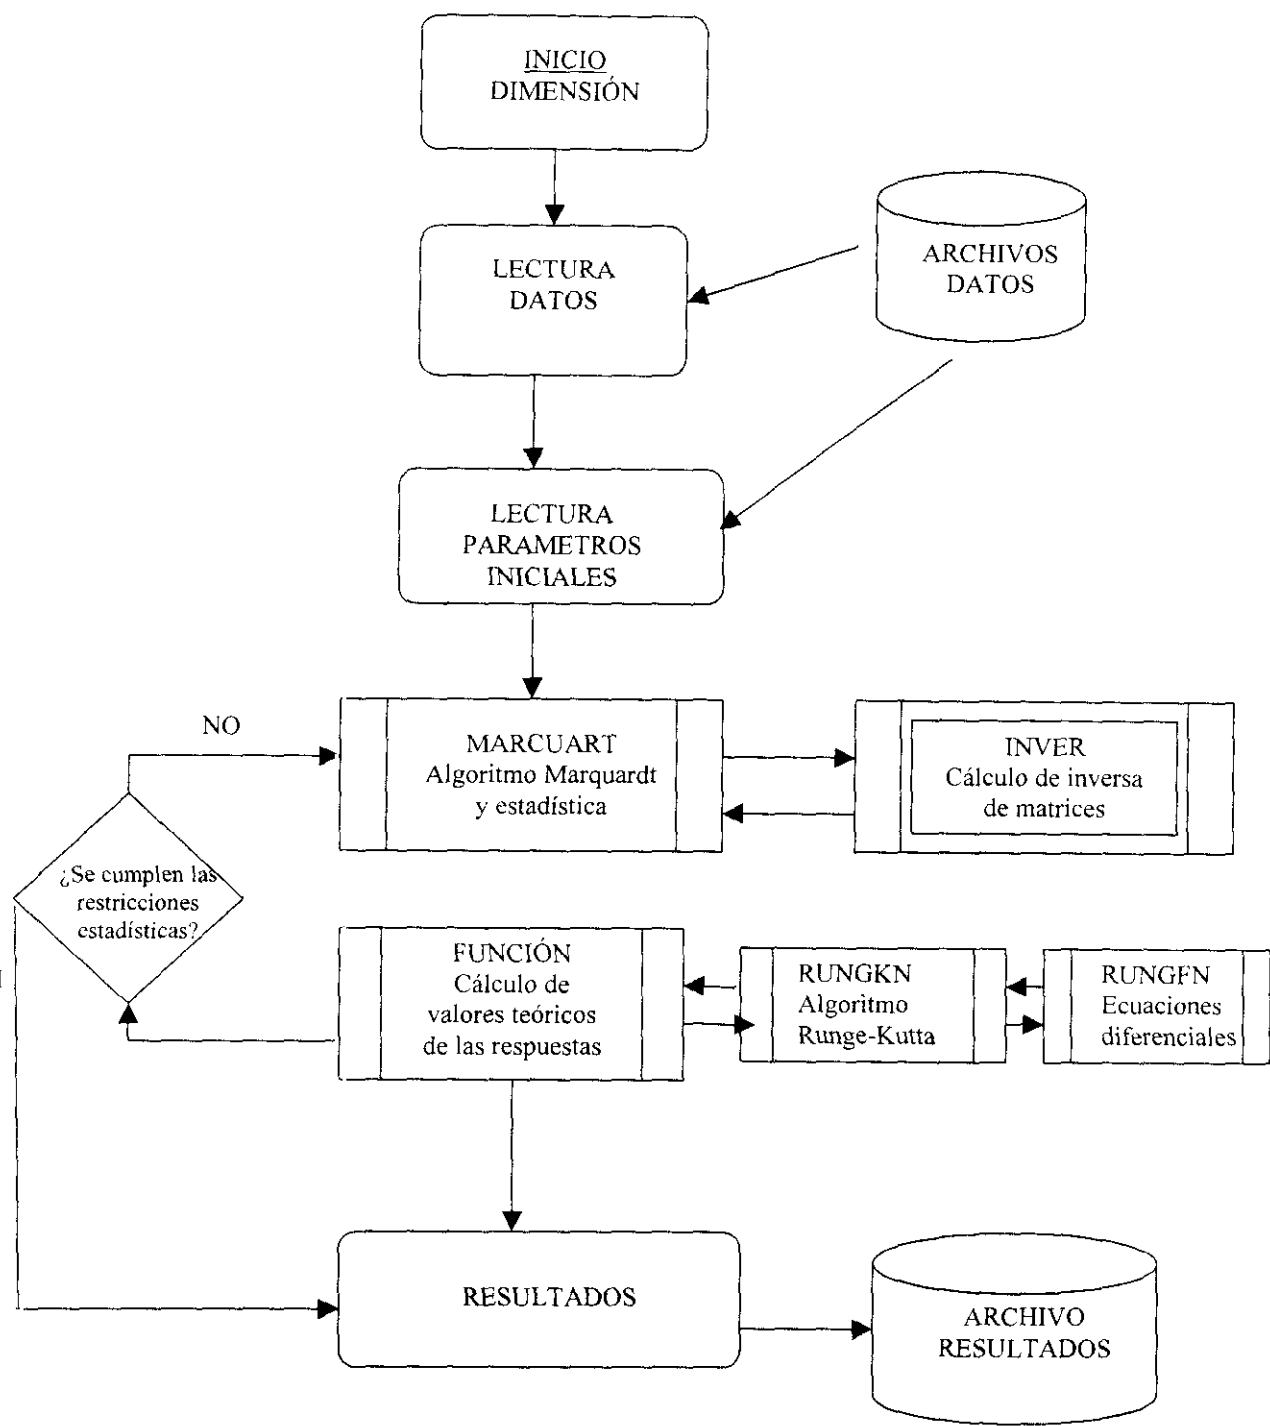 INICIO
DIMENSIÓN
LECTURA
DATOS
ARCHIVOS
DATOS
LECTURA
PARAMETROS
INICIALES
NO
MARCUART
Algoritmo Marquardt
y estadística
INVER
Cálculo de inversa
de matrices
¿Se cumplen las
restricciones
estadísticas?
FUNCIÓN
Cálculo de
valores teóricos
de las respuestas
RUNGKN
Algoritmo
Runge-Kutta
RUNGFN
Ecuaciones
diferenciales
RESULTADOS
ARCHIVO
RESULTADOS